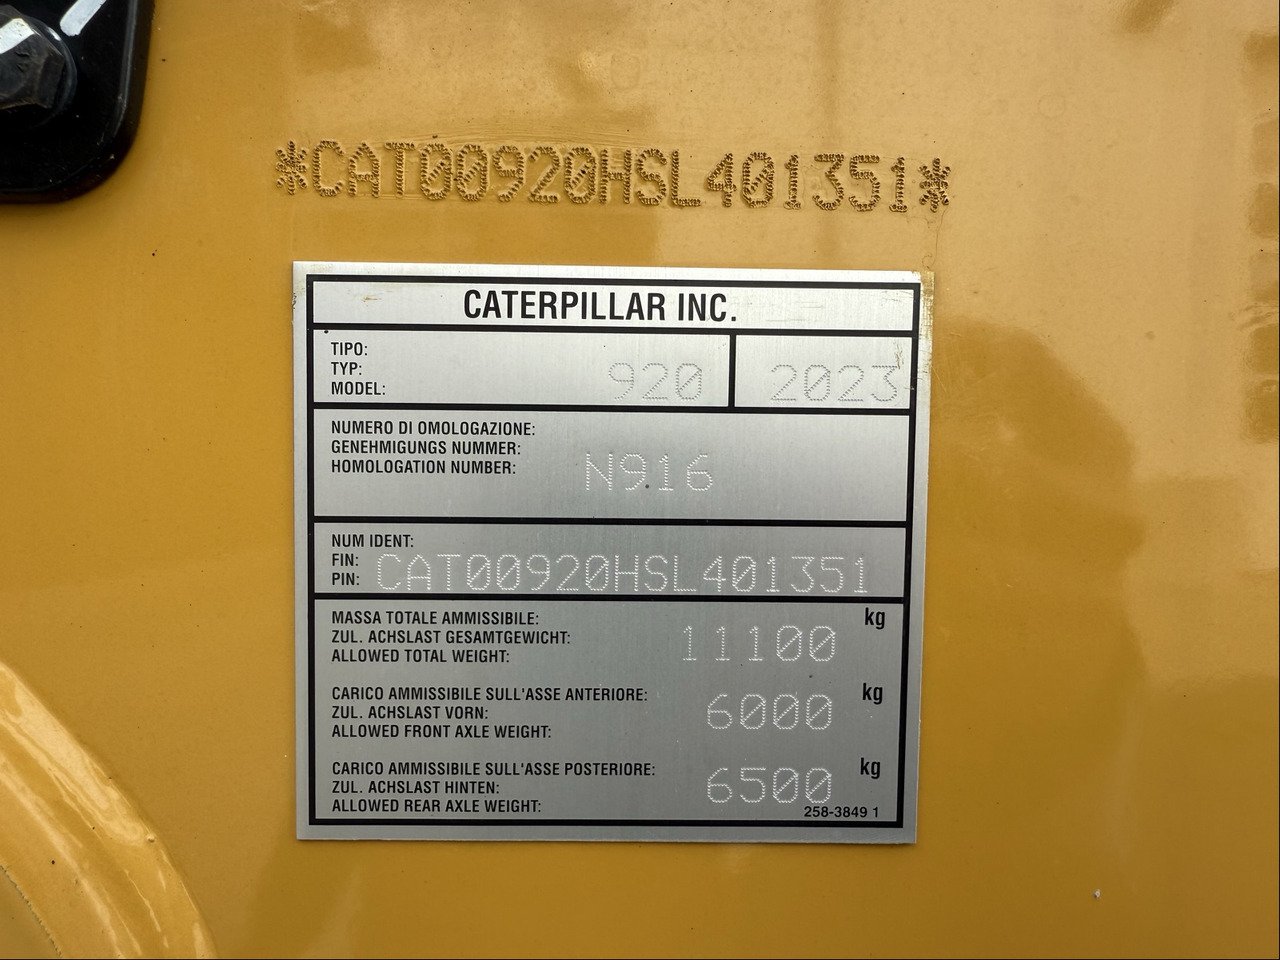 *CAT00920HSL401351*
CATERPILLAR INC.
TIPO:
TYP:
MODEL: 920 2023
NUMERO DI OMOLOGAZIONE:
GENEHMIGUNGS NUMMER:
HOMOLOGATION NUMBER: N916
NUM IDENT:
FIN:
PIN: CAT00920HSL401351
MASSA TOTALE AMMISSIBILE: kg
ZUL. ACHSLAST GESAMTGEWICHT: 11100
ALLOWED TOTAL WEIGHT:
CARICO AMMISSIBILE SULL'ASSE ANTERIORE: kg
ZUL. ACHSLAST VORN: 6000
ALLOWED FRONT AXLE WEIGHT:
CARICO AMMISSIBILE SULL'ASSE POSTERIORE: kg
ZUL. ACHSLAST HINTEN: 6500
ALLOWED REAR AXLE WEIGHT:
258-3849 1